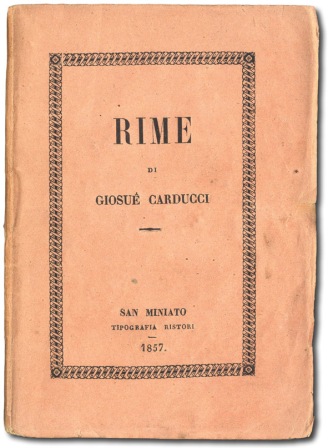 RIME
DI
GIOSUÈ CARDUCCI
SAN MINIATO
TIPOGRAFIA RISTORI
1857.